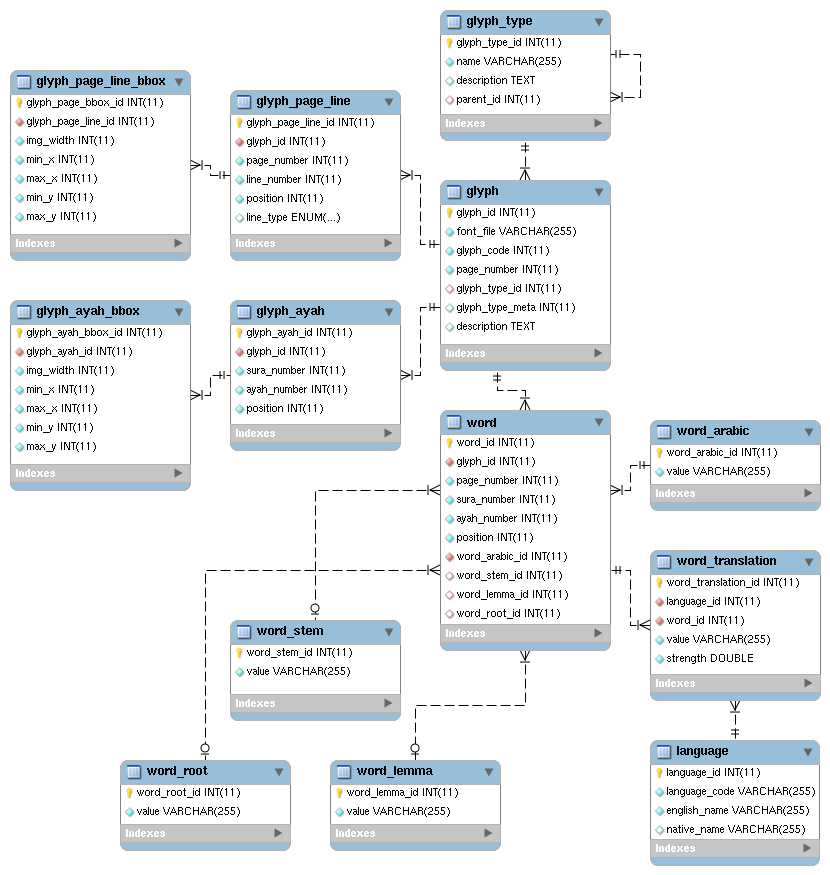 glyph_type
glyph_type_id INT(11)
name VARCHAR(255)
description TEXT
parent_id INT(11)
Indexes
glyph_page_line_bbox
glyph_page_bbox_id INT(11)
glyph_page_line_id INT(11)
img_width INT(11)
min_x INT(11)
max_x INT(11)
min_y INT(11)
max_y INT(11)
Indexes
glyph_page_line
glyph_page_line_id INT(11)
glyph_id INT(11)
page_number INT(11)
line_number INT(11)
position INT(11)
line_type ENUM(...)
Indexes
glyph
glyph_id INT(11)
font_file VARCHAR(255)
glyph_code INT(11)
page_number INT(11)
glyph_type_id INT(11)
glyph_type_meta INT(11)
description TEXT
Indexes
glyph_ayah_bbox
glyph_ayah_bbox_id INT(11)
glyph_ayah_id INT(11)
img_width INT(11)
min_x INT(11)
max_x INT(11)
min_y INT(11)
max_y INT(11)
Indexes
glyph_ayah
glyph_ayah_id INT(11)
glyph_id INT(11)
sura_number INT(11)
ayah_number INT(11)
position INT(11)
Indexes
word
word_id INT(11)
glyph_id INT(11)
page_number INT(11)
sura_number INT(11)
ayah_number INT(11)
position INT(11)
word_arabic_id INT(11)
word_stem_id INT(11)
word_lemma_id INT(11)
word_root_id INT(11)
Indexes
word_arabic
word_arabic_id INT(11)
value VARCHAR(255)
Indexes
word_translation
word_translation_id INT(11)
language_id INT(11)
word_id INT(11)
value VARCHAR(255)
strength DOUBLE
Indexes
word_stem
word_stem_id INT(11)
value VARCHAR(255)
Indexes
word_root
word_root_id INT(11)
value VARCHAR(255)
Indexes
word_lemma
word_lemma_id INT(11)
value VARCHAR(255)
Indexes
language
language_id INT(11)
language_code VARCHAR(255)
english_name VARCHAR(255)
native_name VARCHAR(255)
Indexes